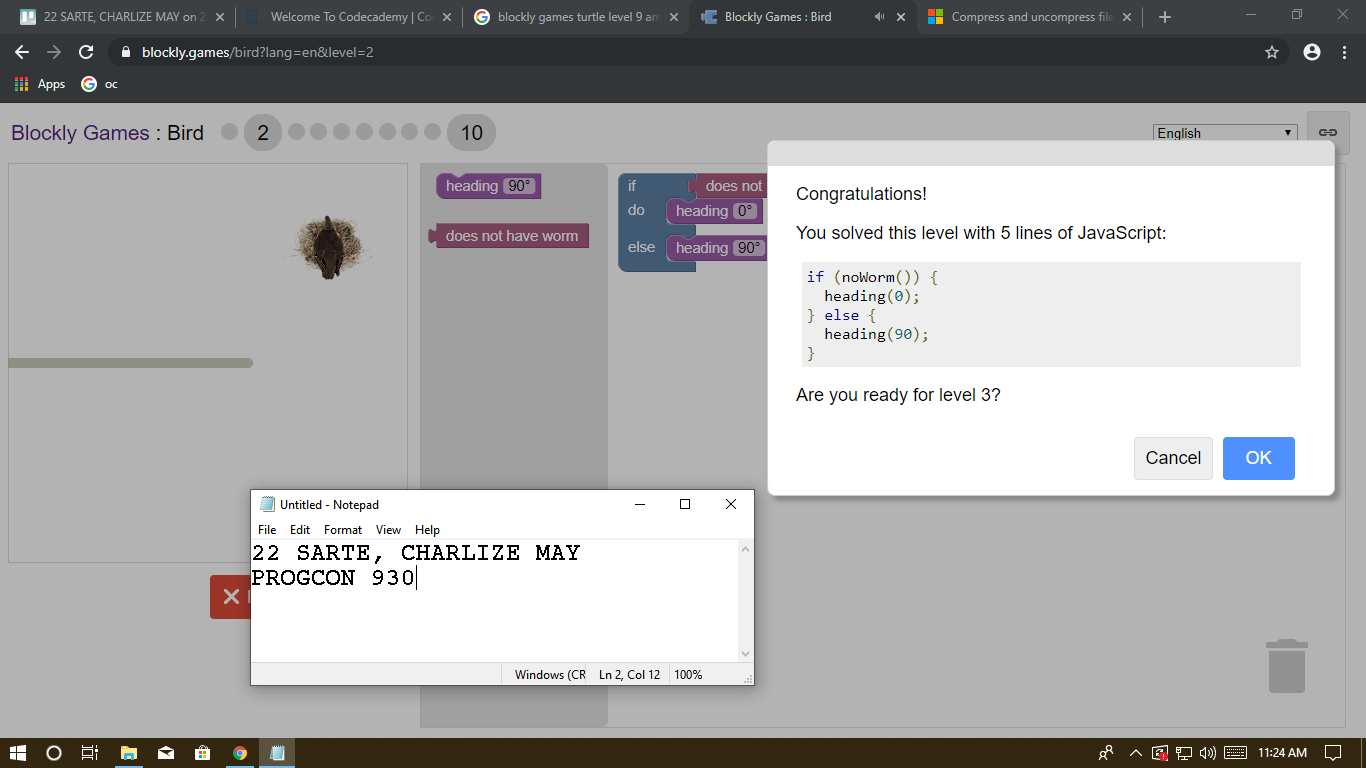 22 SARTE, CHARLIZE MAY on 2
Welcome To Codecademy | Co
blockly games turtle level 9 an
Blockly Games : Bird
Compress and uncompress file
blockly.games/bird?lang=en&level=2
Apps
oc
Blockly Games : Bird
2
10
English
heading 90°
does not have worm
if
does not
do
heading 0°
else
heading 90°
Congratulations!
You solved this level with 5 lines of JavaScript:
if (noWorm()) {
heading(0);
} else {
heading(90);
}
Are you ready for level 3?
Cancel
OK
Untitled - Notepad
File Edit Format View Help
22 SARTE, CHARLIZE MAY
PROGCON 930
Windows (CR
Ln 2, Col 12
100%
11:24 AM